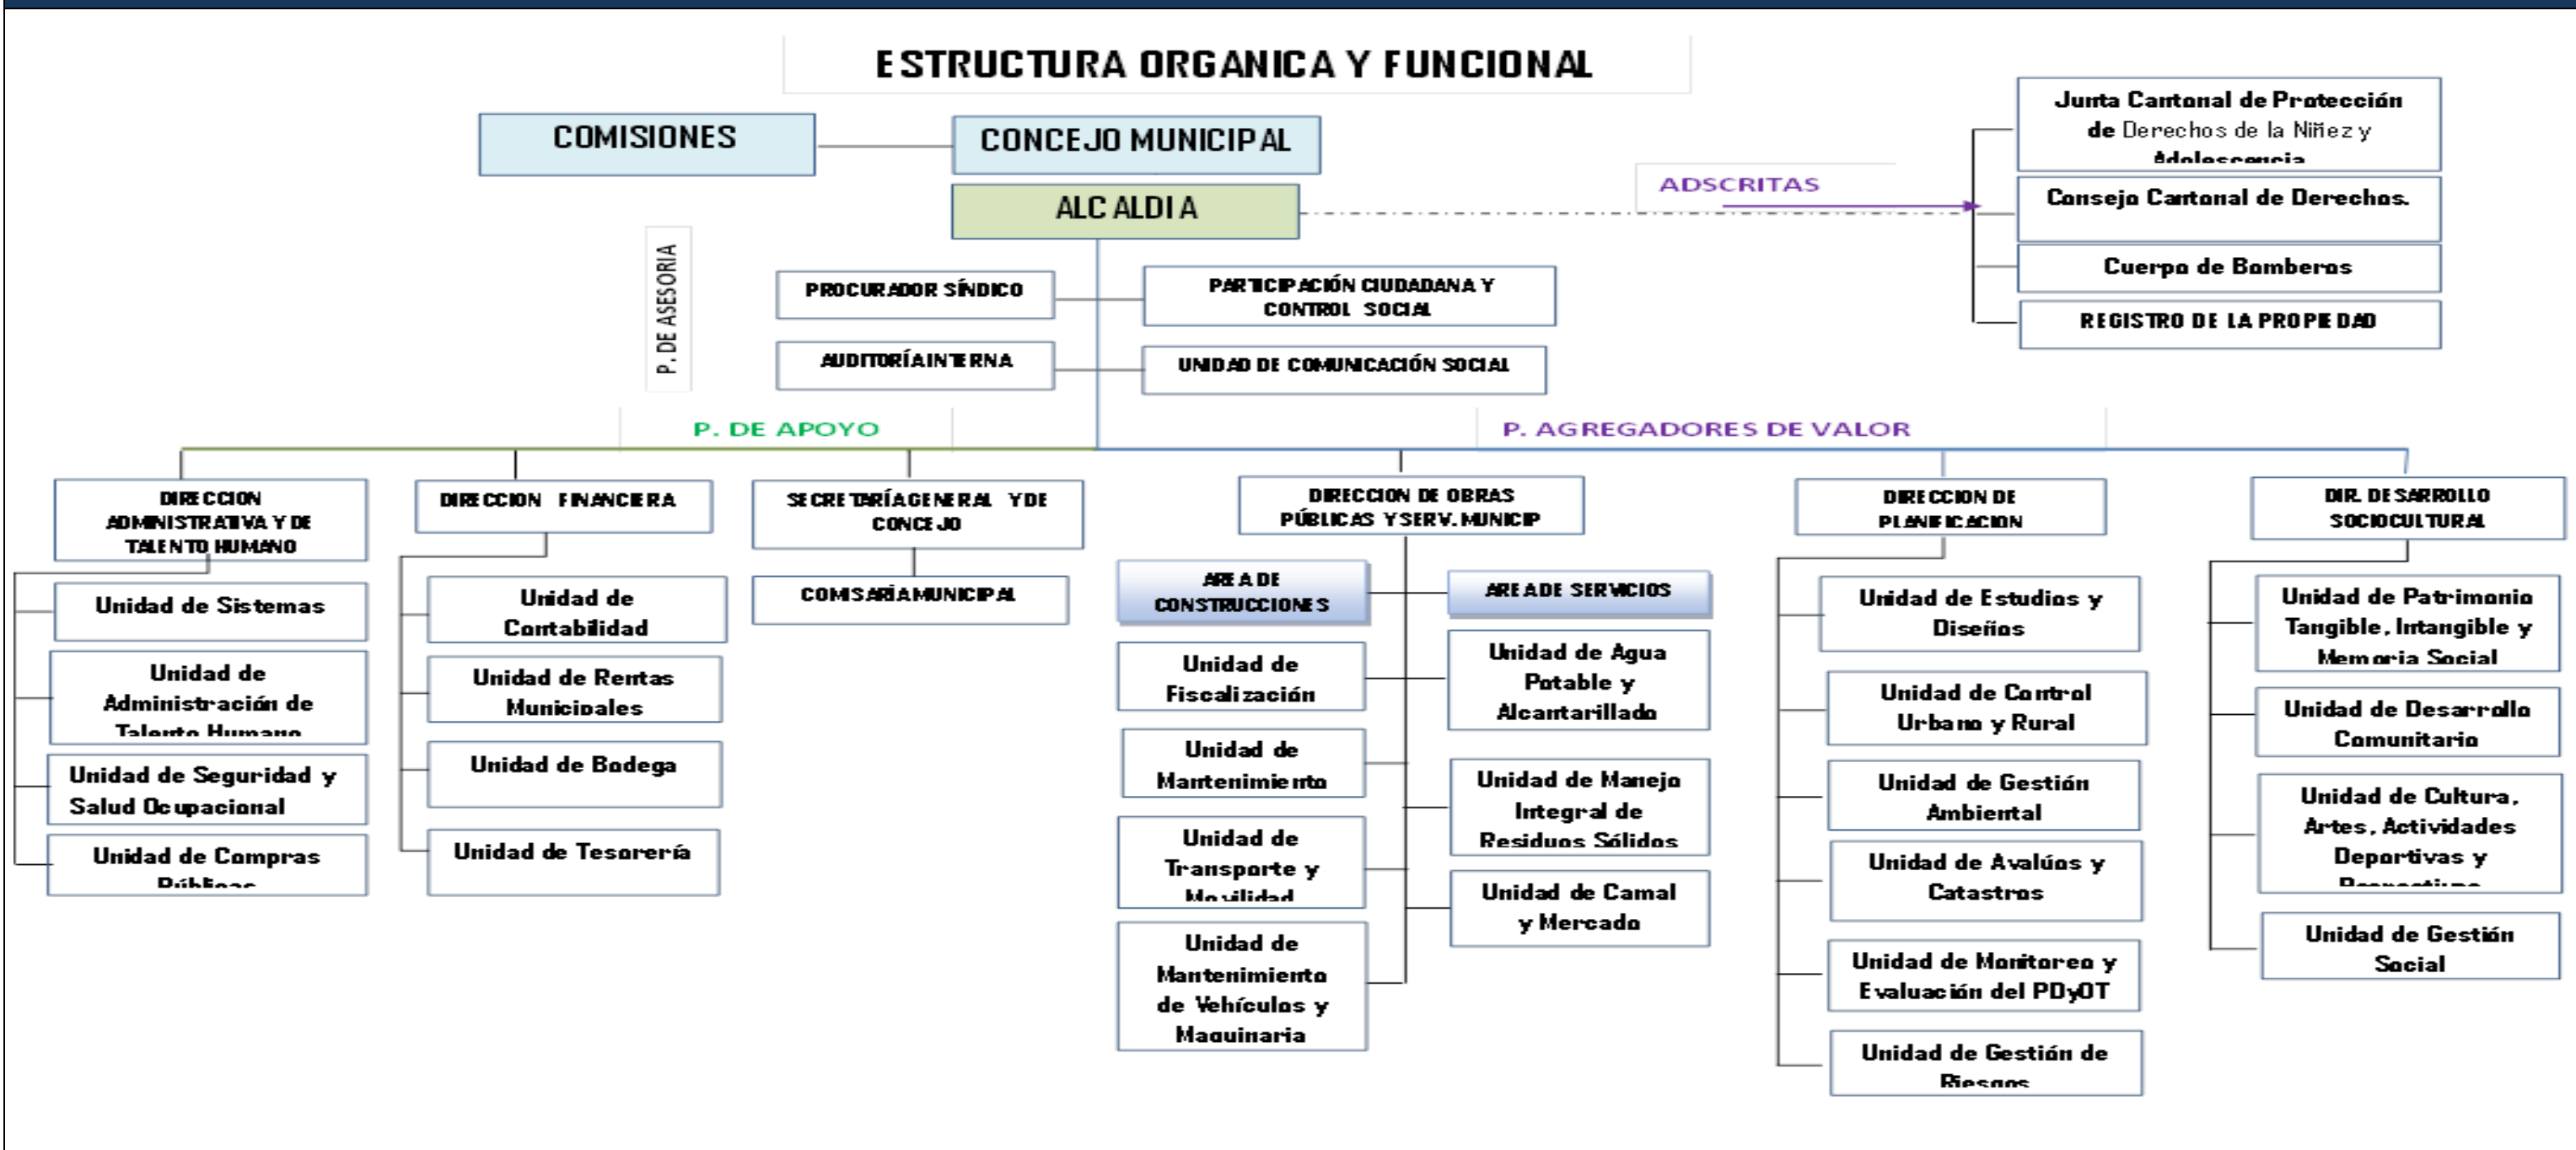 ESTRUCTURA ORGANICA Y FUNCIONAL
COMISIONES
CONCEJO MUNICIPAL
ALCALDIA
ADSCRITAS
Junta Cantonal de Protección
de Derechos de la Niñez y
Adolescencia
Consejo Cantonal de Derechos.
Cuerpo de Bomberos
REGISTRO DE LA PROPIEDAD
P. DE ASESORIA
PROCURADOR SÍNDICO
PARTICIPACIÓN CIUDADANA Y
CONTROL SOCIAL
AUDITORÍA INTERNA
UNIDAD DE COMUNICACIÓN SOCIAL
P. DE APOYO
P. AGREGADORES DE VALOR
DIRECCION
ADMINISTRATIVA Y DE
TALENTO HUMANO
Unidad de Sistemas
Unidad de
Administración de
Talento Humano
Unidad de Seguridad y
Salud Ocupacional
Unidad de Compras
Públicas
DIRECCION FINANCIERA
Unidad de
Contabilidad
Unidad de Rentas
Municipales
Unidad de Bodega
Unidad de Tesorería
SECRETARÍA GENERAL Y DE
CONCEJO
COMISARÍA MUNICIPAL
DIRECCION DE OBRAS
PÚBLICAS Y SERV. MUNICIP
AREA DE
CONSTRUCCIONES
Unidad de
Fiscalización
Unidad de
Mantenimiento
Unidad de
Transporte y
Movilidad
Unidad de
Mantenimiento
de Vehículos y
Maquinaria
AREA DE SERVICIOS
Unidad de Agua
Potable y
Alcantarillado
Unidad de Manejo
Integral de
Residuos Sólidos
Unidad de Camal
y Mercado
DIRECCION DE
PLANIFICACION
Unidad de Estudios y
Diseños
Unidad de Control
Urbano y Rural
Unidad de Gestión
Ambiental
Unidad de Avalúos y
Catastros
Unidad de Monitoreo y
Evaluación del PDyOT
Unidad de Gestión de
Riesgos
DIR. DESARROLLO
SOCIOCULTURAL
Unidad de Patrimonio
Tangible, Intangible y
Memoria Social
Unidad de Desarrollo
Comunitario
Unidad de Cultura,
Artes, Actividades
Deportivas y
Unidad de Gestión
Social